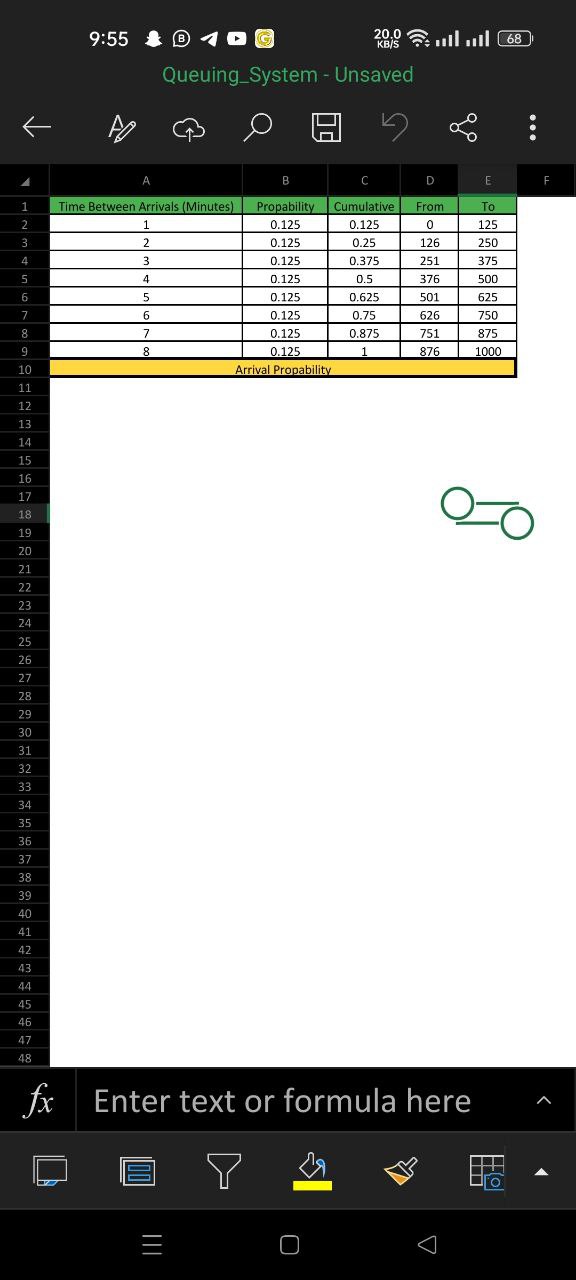 9:55 20.0 KB/S 68
Queuing_System - Unsaved
A B C D E F
1 Time Between Arrivals (Minutes) Propability Cumulative From To
2 1 0.125 0.125 0 125
3 2 0.125 0.25 126 250
4 3 0.125 0.375 251 375
5 4 0.125 0.5 376 500
6 5 0.125 0.625 501 625
7 6 0.125 0.75 626 750
8 7 0.125 0.875 751 875
9 8 0.125 1 876 1000
10 Arrival Propability
11
12
13
14
15
16
17
18
19
20
21
22
23
24
25
26
27
28
29
30
31
32
33
34
35
36
37
38
39
40
41
42
43
44
45
46
47
48
fx Enter text or formula here